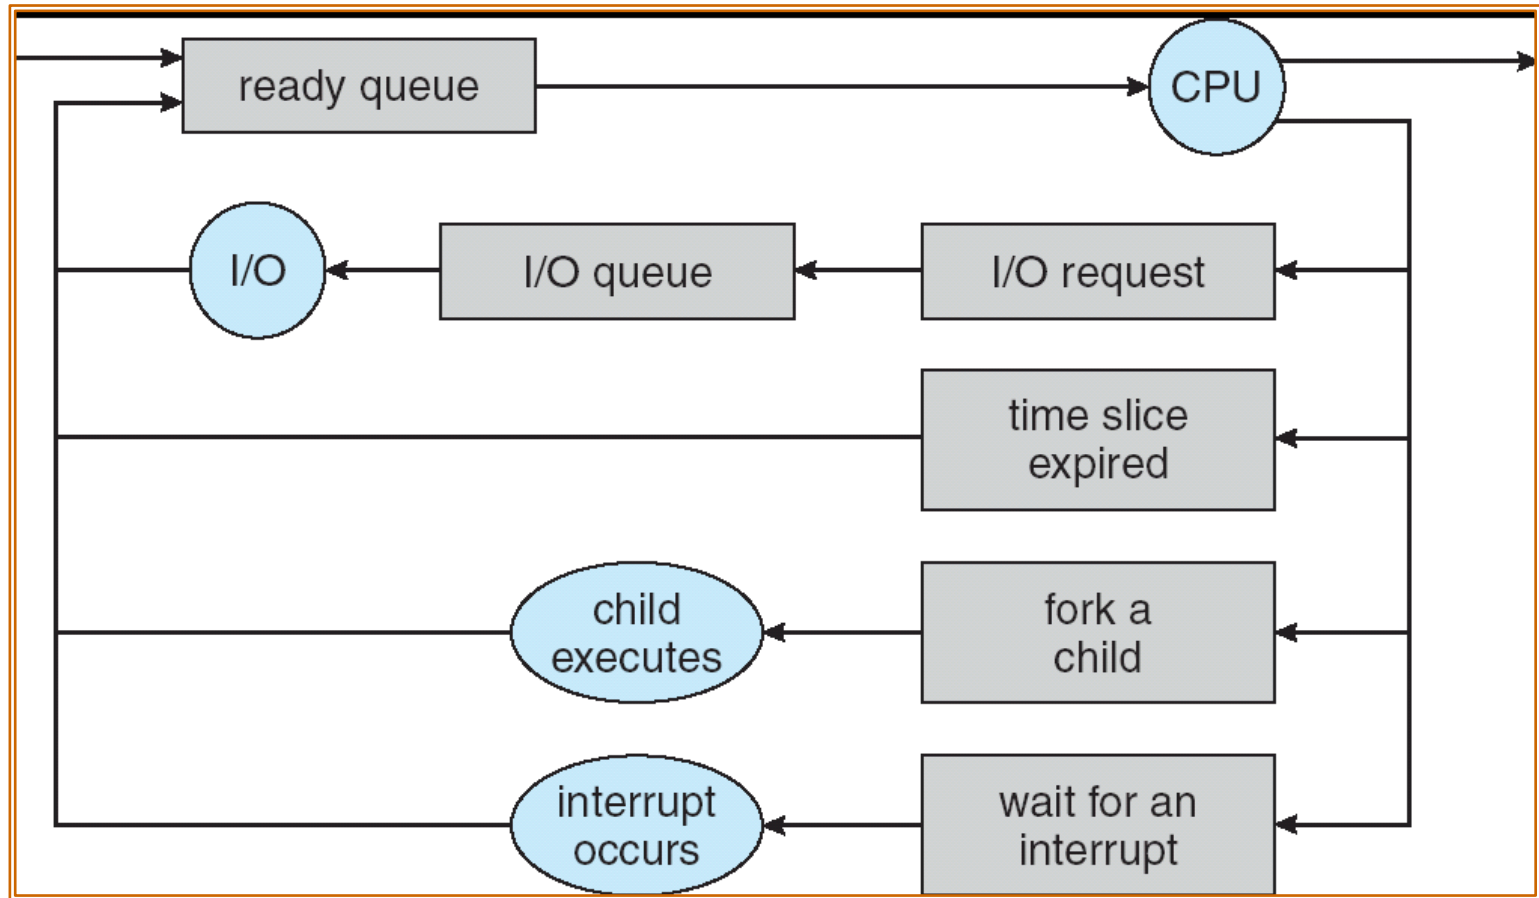 ready queue
CPU
I/O
I/O queue
I/O request
time slice
expired
child
executes
fork a
child
interrupt
occurs
wait for an
interrupt